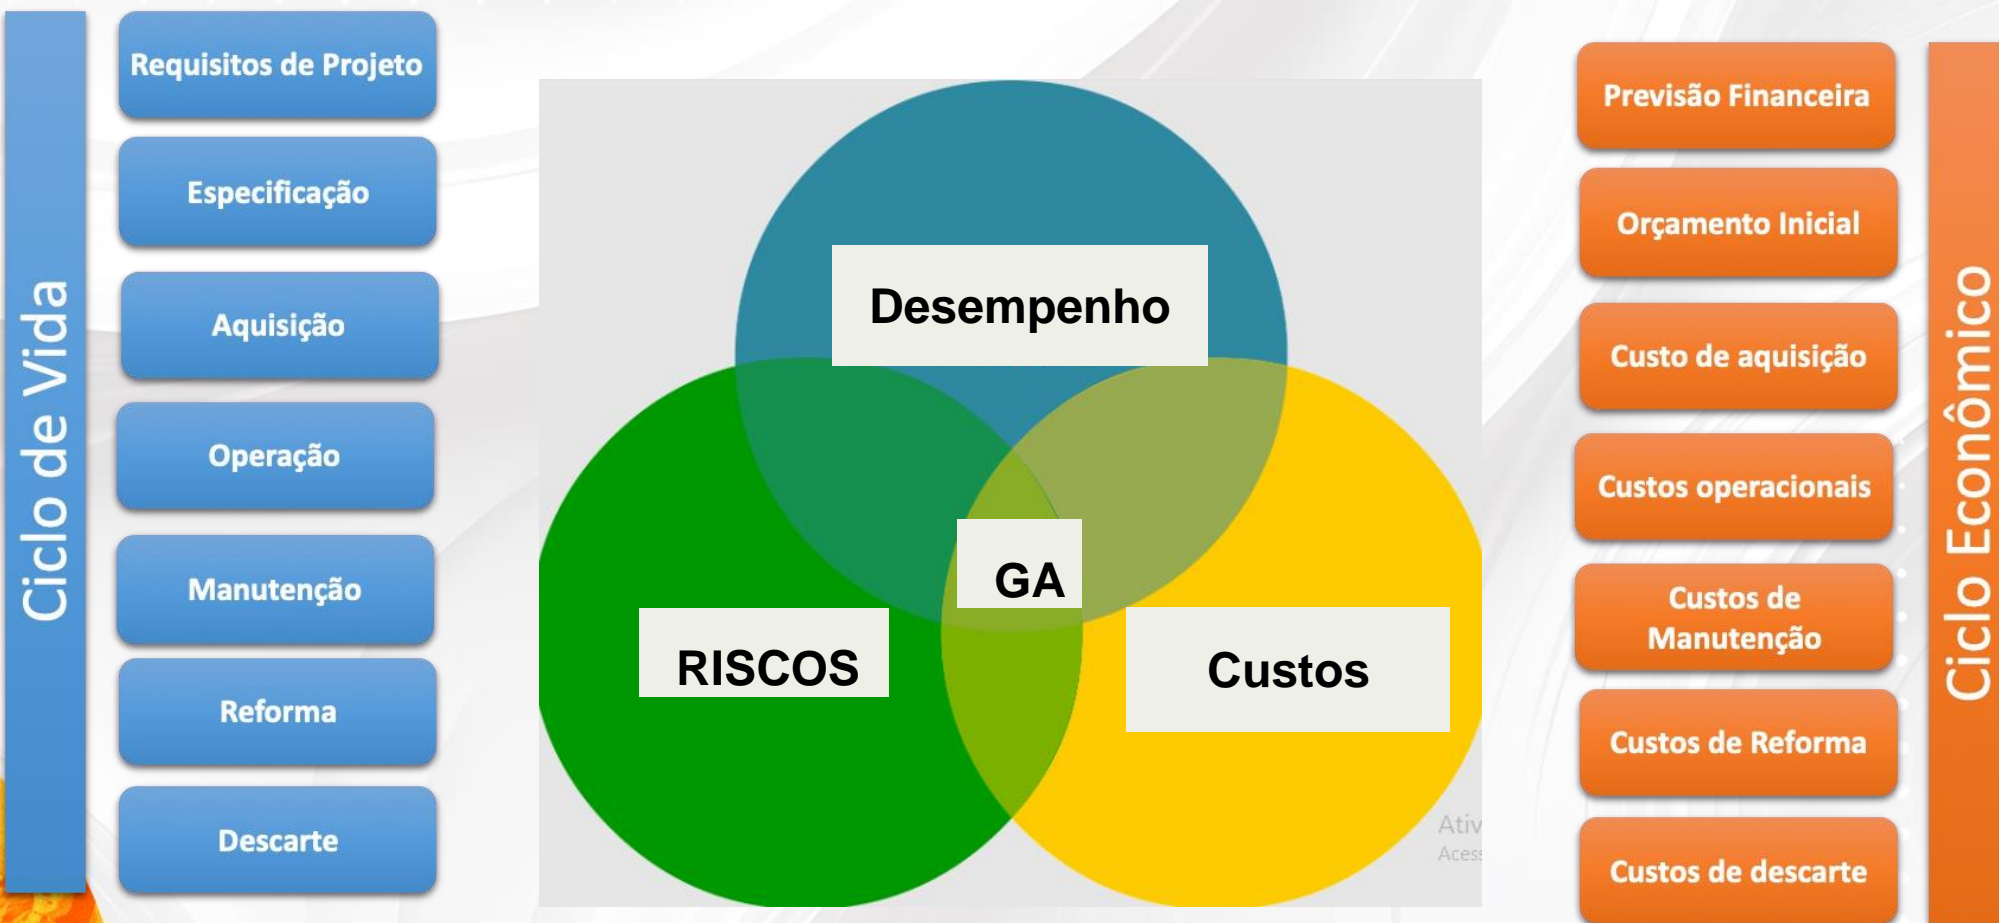 Ciclo de Vida
Requisitos de Projeto
Especificação
Aquisição
Operação
Manutenção
Reforma
Descarte
Desempenho
GA
RISCOS
Custos
Previsão Financeira
Orçamento Inicial
Custo de aquisição
Custos operacionais
Custos de
Manutenção
Custos de Reforma
Custos de descarte
Ciclo Econômico